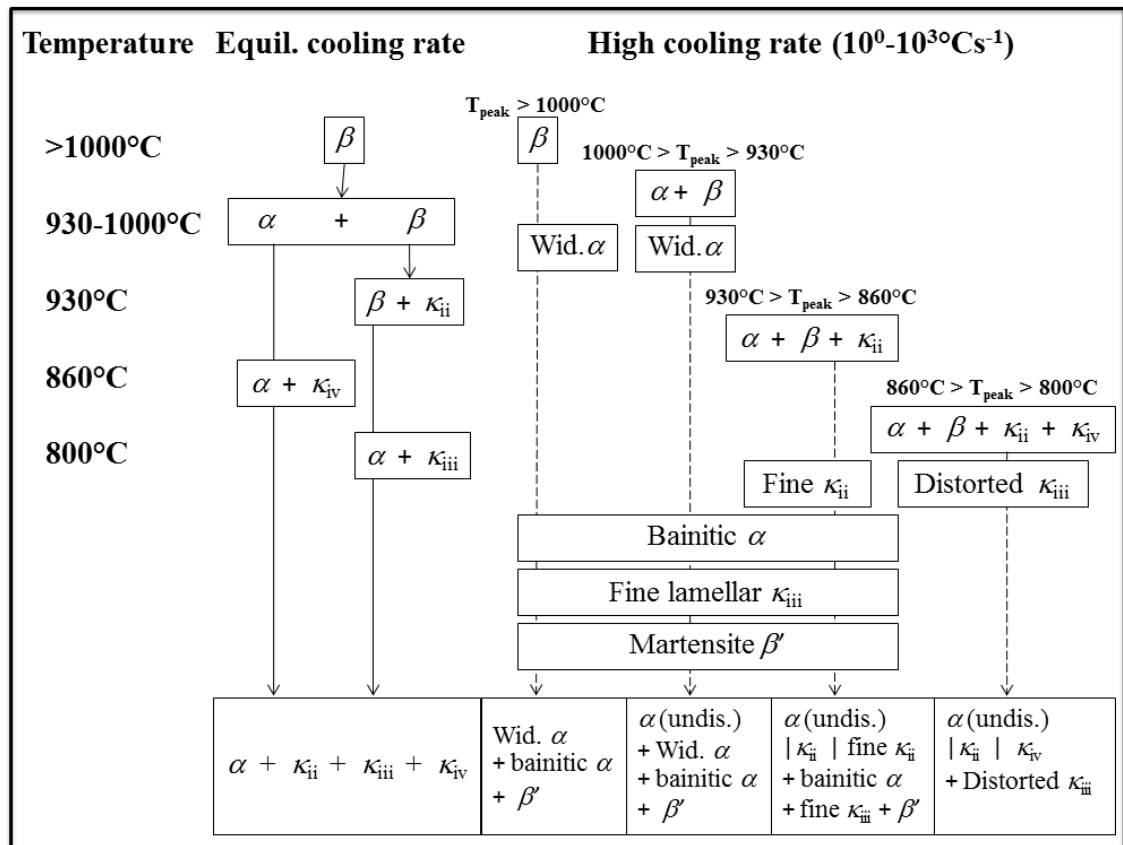 Temperature Equil. cooling rate High cooling rate (10⁰-10³°Cs⁻¹)
T_peak > 1000°C
>1000°C β β
1000°C > T_peak > 930°C
α + β
930-1000°C α + β Wid. α Wid. α
930°C β + κ_ii
930°C > T_peak > 860°C
α + β + κ_ii
860°C α + κ_iv
860°C > T_peak > 800°C
α + β + κ_ii + κ_iv
800°C α + κ_iii
Fine κ_ii Distorted κ_iii
Bainitic α
Fine lamellar κ_iii
Martensite β′
α + κ_ii + κ_iii + κ_iv
Wid. α
+ bainitic α
+ β′
α (undis.)
+ Wid. α
+ bainitic α
+ β′
α (undis.)
| κ_ii | fine κ_ii
+ bainitic α
+ fine κ_iii + β′
α (undis.)
| κ_ii | κ_iv
+ Distorted κ_iii